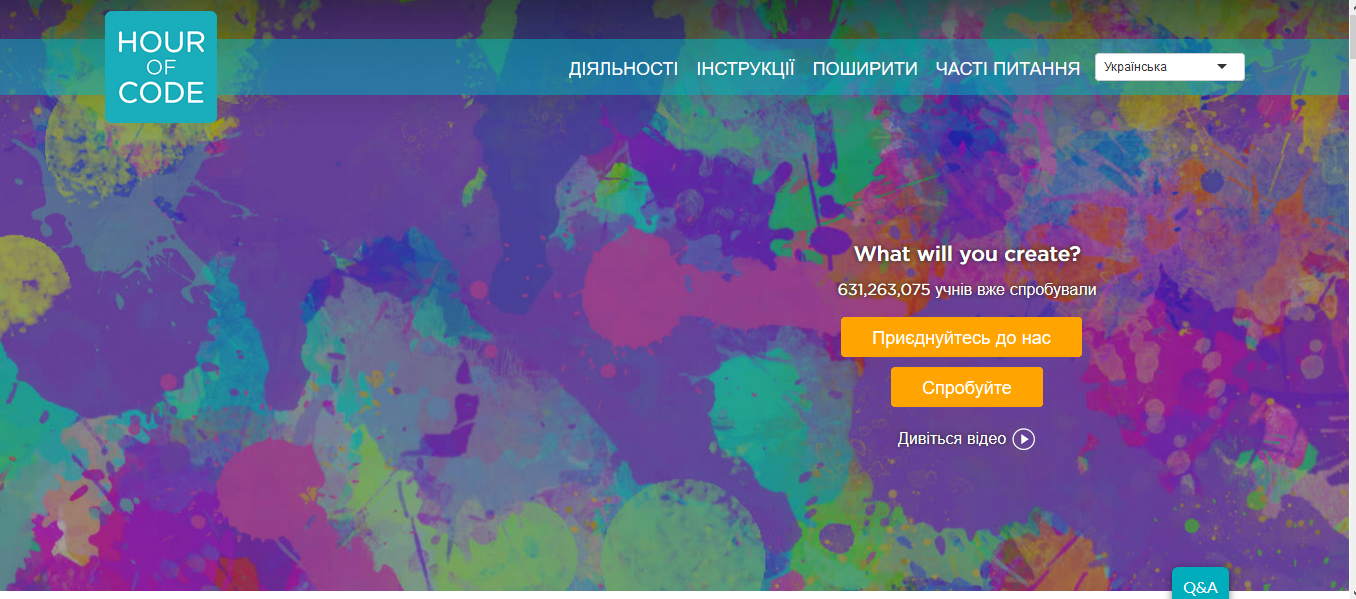 HOUR
OF
CODE
ДІЯЛЬНОСТІ ІНСТРУКЦІЇ ПОШИРИТИ ЧАСТІ ПИТАННЯ Українська
What will you create?
631,263,075 учнів вже спробували
Приєднуйтесь до нас
Спробуйте
Дивіться відео
Q&A